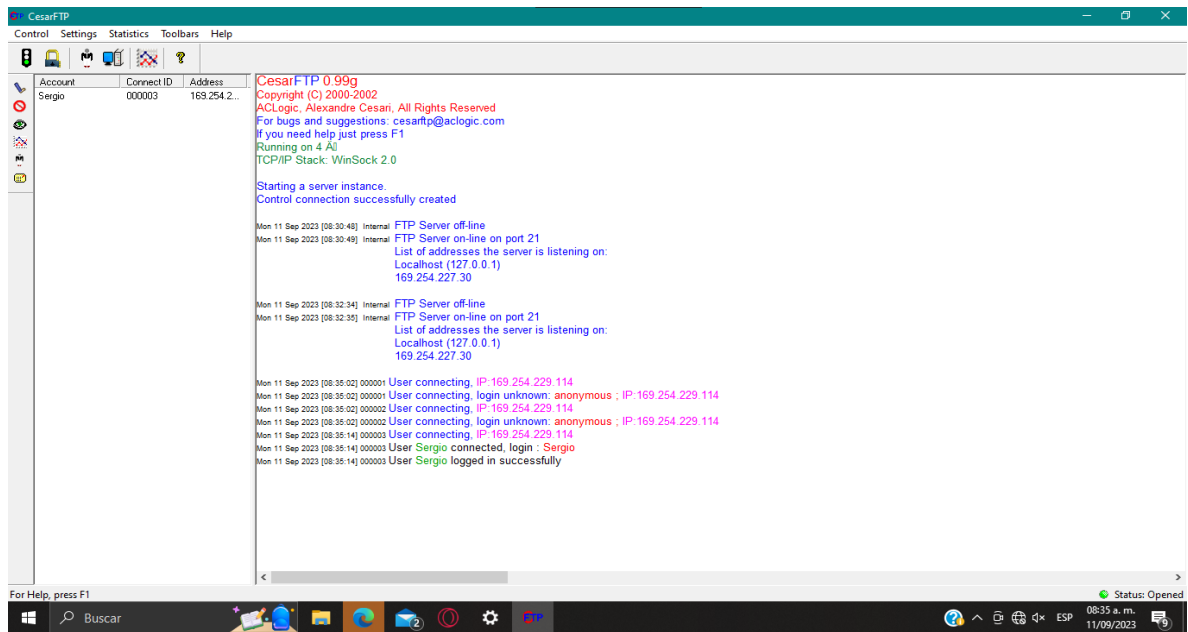 FTP CesarFTP
Control Settings Statistics Toolbars Help
Account Connect ID Address
Sergio 000003 169.254.2...
CesarFTP 0.99g
Copyright (C) 2000-2002
ACLogic, Alexandre Cesari, All Rights Reserved
For bugs and suggestions: cesarftp@aclogic.com
If you need help just press F1
Running on 4 Ä
TCP/IP Stack: WinSock 2.0
Starting a server instance.
Control connection successfully created
Mon 11 Sep 2023 [08:30:48] Internal FTP Server off-line
Mon 11 Sep 2023 [08:30:49] Internal FTP Server on-line on port 21
List of addresses the server is listening on:
Localhost (127.0.0.1)
169.254.227.30
Mon 11 Sep 2023 [08:32:34] Internal FTP Server off-line
Mon 11 Sep 2023 [08:32:35] Internal FTP Server on-line on port 21
List of addresses the server is listening on:
Localhost (127.0.0.1)
169.254.227.30
Mon 11 Sep 2023 [08:35:02] 000001 User connecting, IP:169.254.229.114
Mon 11 Sep 2023 [08:35:02] 000001 User connecting, login unknown: anonymous ; IP:169.254.229.114
Mon 11 Sep 2023 [08:35:02] 000002 User connecting, IP:169.254.229.114
Mon 11 Sep 2023 [08:35:02] 000002 User connecting, login unknown: anonymous ; IP:169.254.229.114
Mon 11 Sep 2023 [08:35:14] 000003 User connecting, IP:169.254.229.114
Mon 11 Sep 2023 [08:35:14] 000003 User Sergio connected, login : Sergio
Mon 11 Sep 2023 [08:35:14] 000003 User Sergio logged in successfully
For Help, press F1
Status: Opened
Buscar
2
FTP
ESP
08:35 a. m.
11/09/2023
9